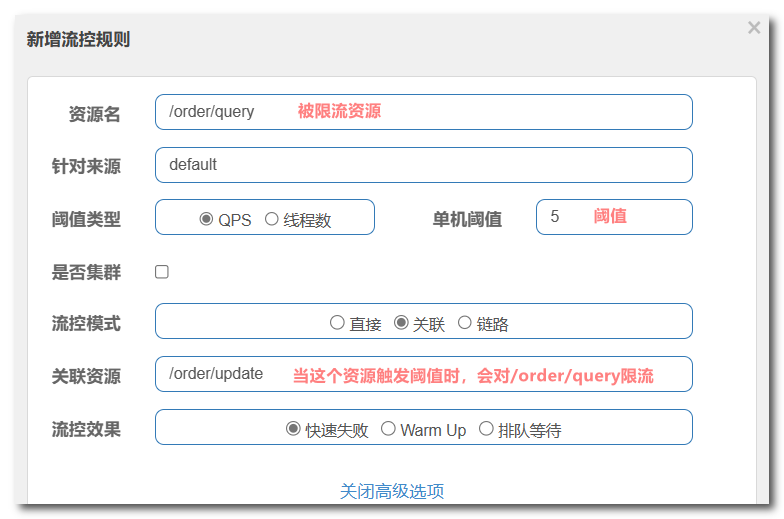 新增流控规则 ×
资源名 /order/query 被限流资源
针对来源 default
阈值类型 QPS 线程数 单机阈值 5 阈值
是否集群
流控模式 直接 关联 链路
关联资源 /order/update 当这个资源触发阈值时，会对/order/query限流
流控效果 快速失败 Warm Up 排队等待
关闭高级选项